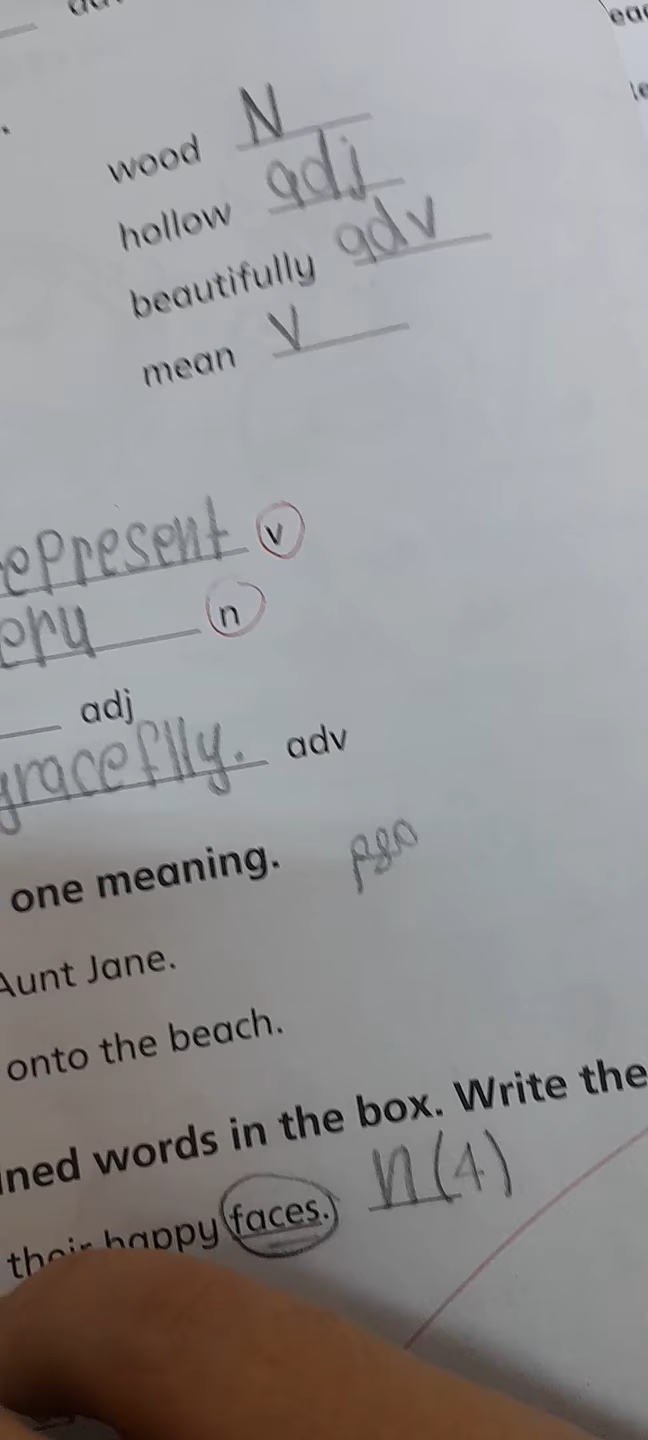 wood N
hollow adj
beautifully adv
mean V
epresent v
ery n
adj
graceflly. adv
one meaning.
Aunt Jane.
onto the beach.
ned words in the box. Write the
their happy faces. n(4)